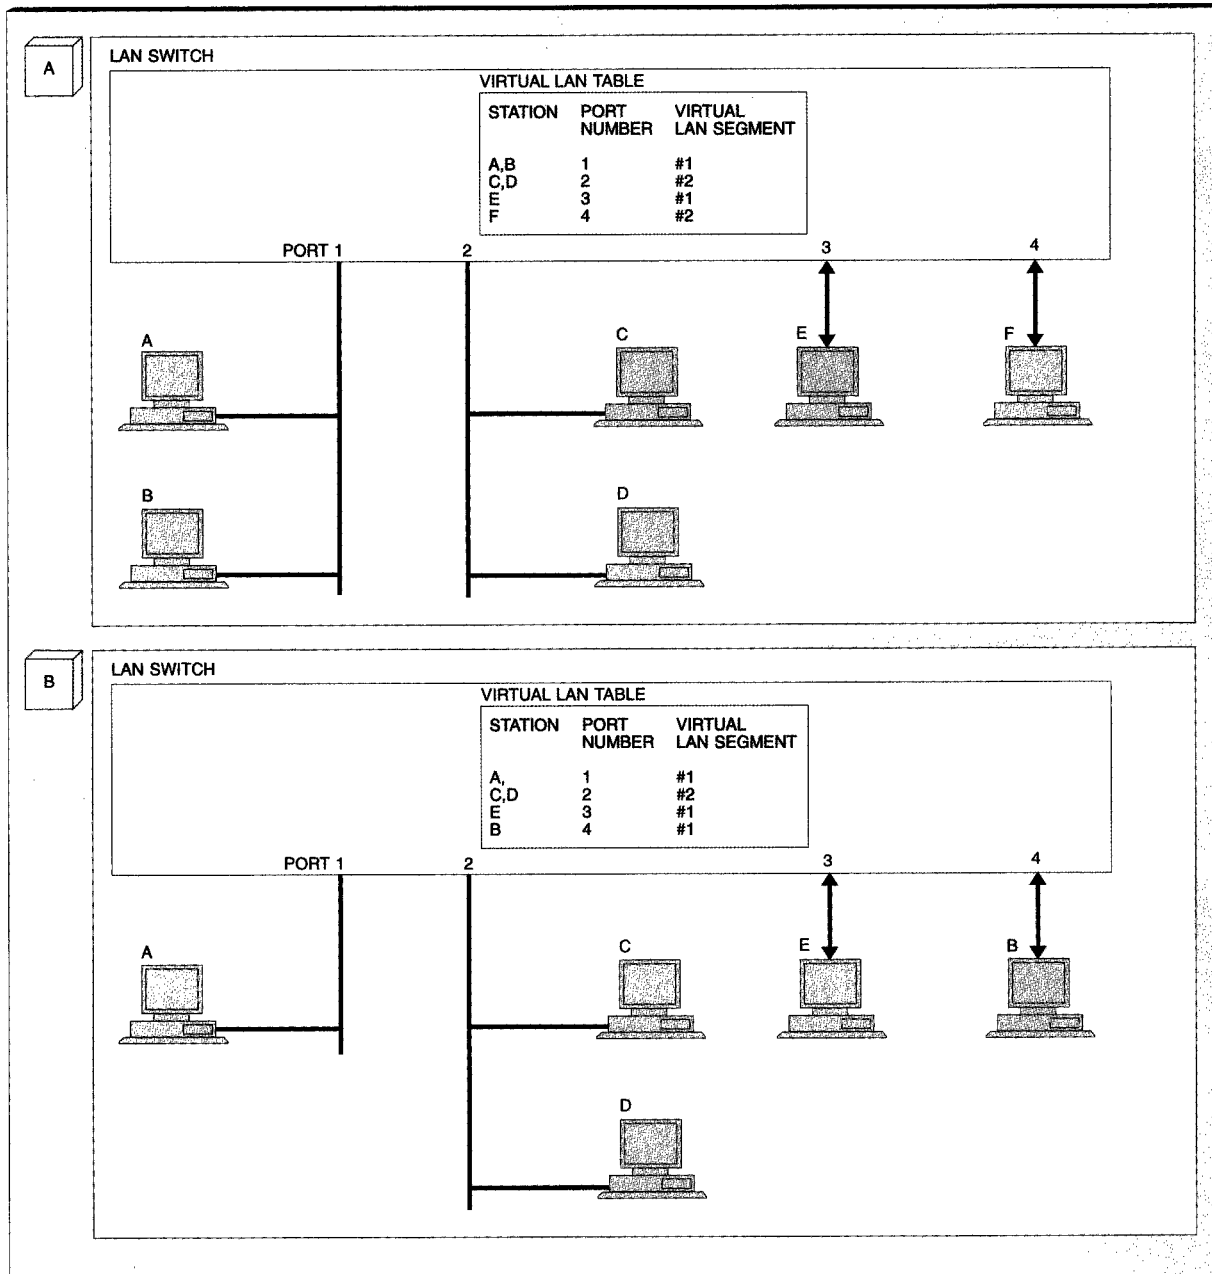 A
LAN SWITCH
VIRTUAL LAN TABLE
STATION PORT NUMBER VIRTUAL LAN SEGMENT
A,B 1 #1
C,D 2 #2
E 3 #1
F 4 #2
PORT 1 2 3 4
A C E F
B D
B
LAN SWITCH
VIRTUAL LAN TABLE
STATION PORT NUMBER VIRTUAL LAN SEGMENT
A, 1 #1
C,D 2 #2
E 3 #1
B 4 #1
PORT 1 2 3 4
A C E B
D